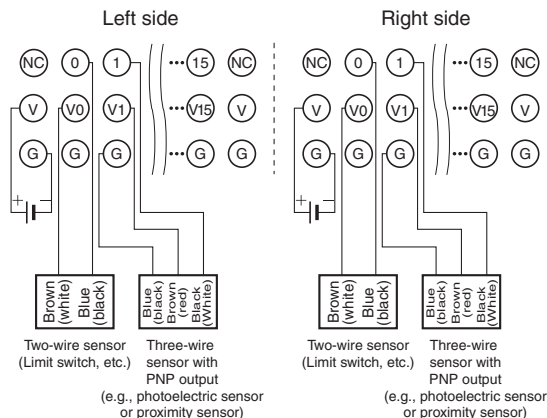 Left side Right side
NC 0 1 ••• 15 NC NC 0 1 ••• 15 NC
V V0 V1 V15 V V V0 V1 V15 V
G G G ••• G G G G G ••• G G
+ − + −
Brown (white) Blue (black) Blue (black) Brown (red) Black (White) Brown (white) Blue (black) Blue (black) Brown (red) Black (White)
Two-wire sensor Three-wire Two-wire sensor Three-wire
(Limit switch, etc.) sensor with (Limit switch, etc.) sensor with
PNP output PNP output
(e.g., photoelectric sensor (e.g., photoelectric sensor
or proximity sensor) or proximity sensor)